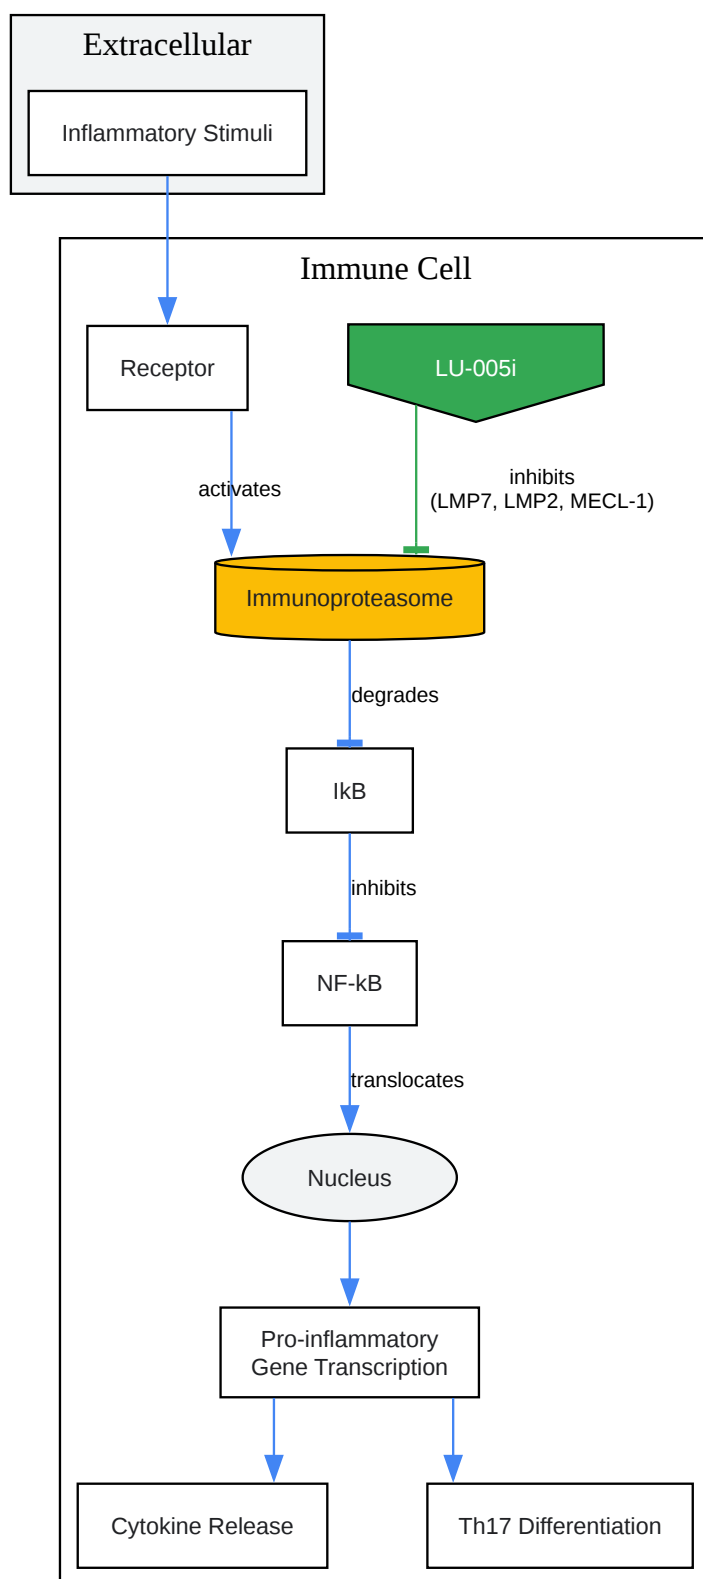 Extracellular
Inflammatory Stimuli
Immune Cell
Receptor
LU-005i
activates
inhibits
(LMP7, LMP2, MECL-1)
Immunoproteasome
degrades
IkB
inhibits
NF-kB
translocates
Nucleus
Pro-inflammatory
Gene Transcription
Cytokine Release
Th17 Differentiation